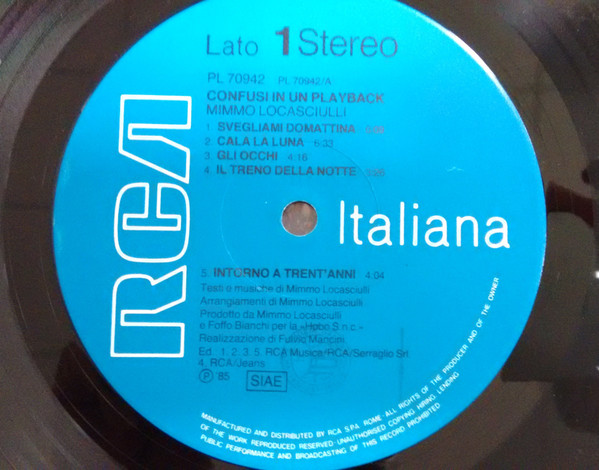 Lato 1 Stereo
PL 70942 PL 70942/A
CONFUSI IN UN PLAYBACK
MIMMO LOCASCIULLI
1. SVEGLIAMI DOMATTINA
2. CALA LA LUNA 5:33
3. GLI OCCHI 4:16
4. IL TRENO DELLA NOTTE
RCA
Italiana
5. INTORNO A TRENT'ANNI 4:04
Testi e musiche di Mimmo Locasciulli
Arrangiamenti di Mimmo Locasciulli
Prodotto da Mimmo Locasciulli
e Foffo Bianchi per la «Hobo S.n.c.»
Realizzazione di Fulvio Mancini
Ed. 1. 2. 3. 5. RCA Musica/RCA/Serraglio Srl
4. RCA/Jeans
℗ '85 SIAE
MANUFACTURED AND DISTRIBUTED BY RCA S.P.A. ROME ALL RIGHTS OF THE PRODUCER AND OF THE OWNER
OF THE WORK REPRODUCED RESERVED UNAUTHORISED COPYING HIRING LENDING
PUBLIC PERFORMANCE AND BROADCASTING OF THIS RECORD PROHIBITED